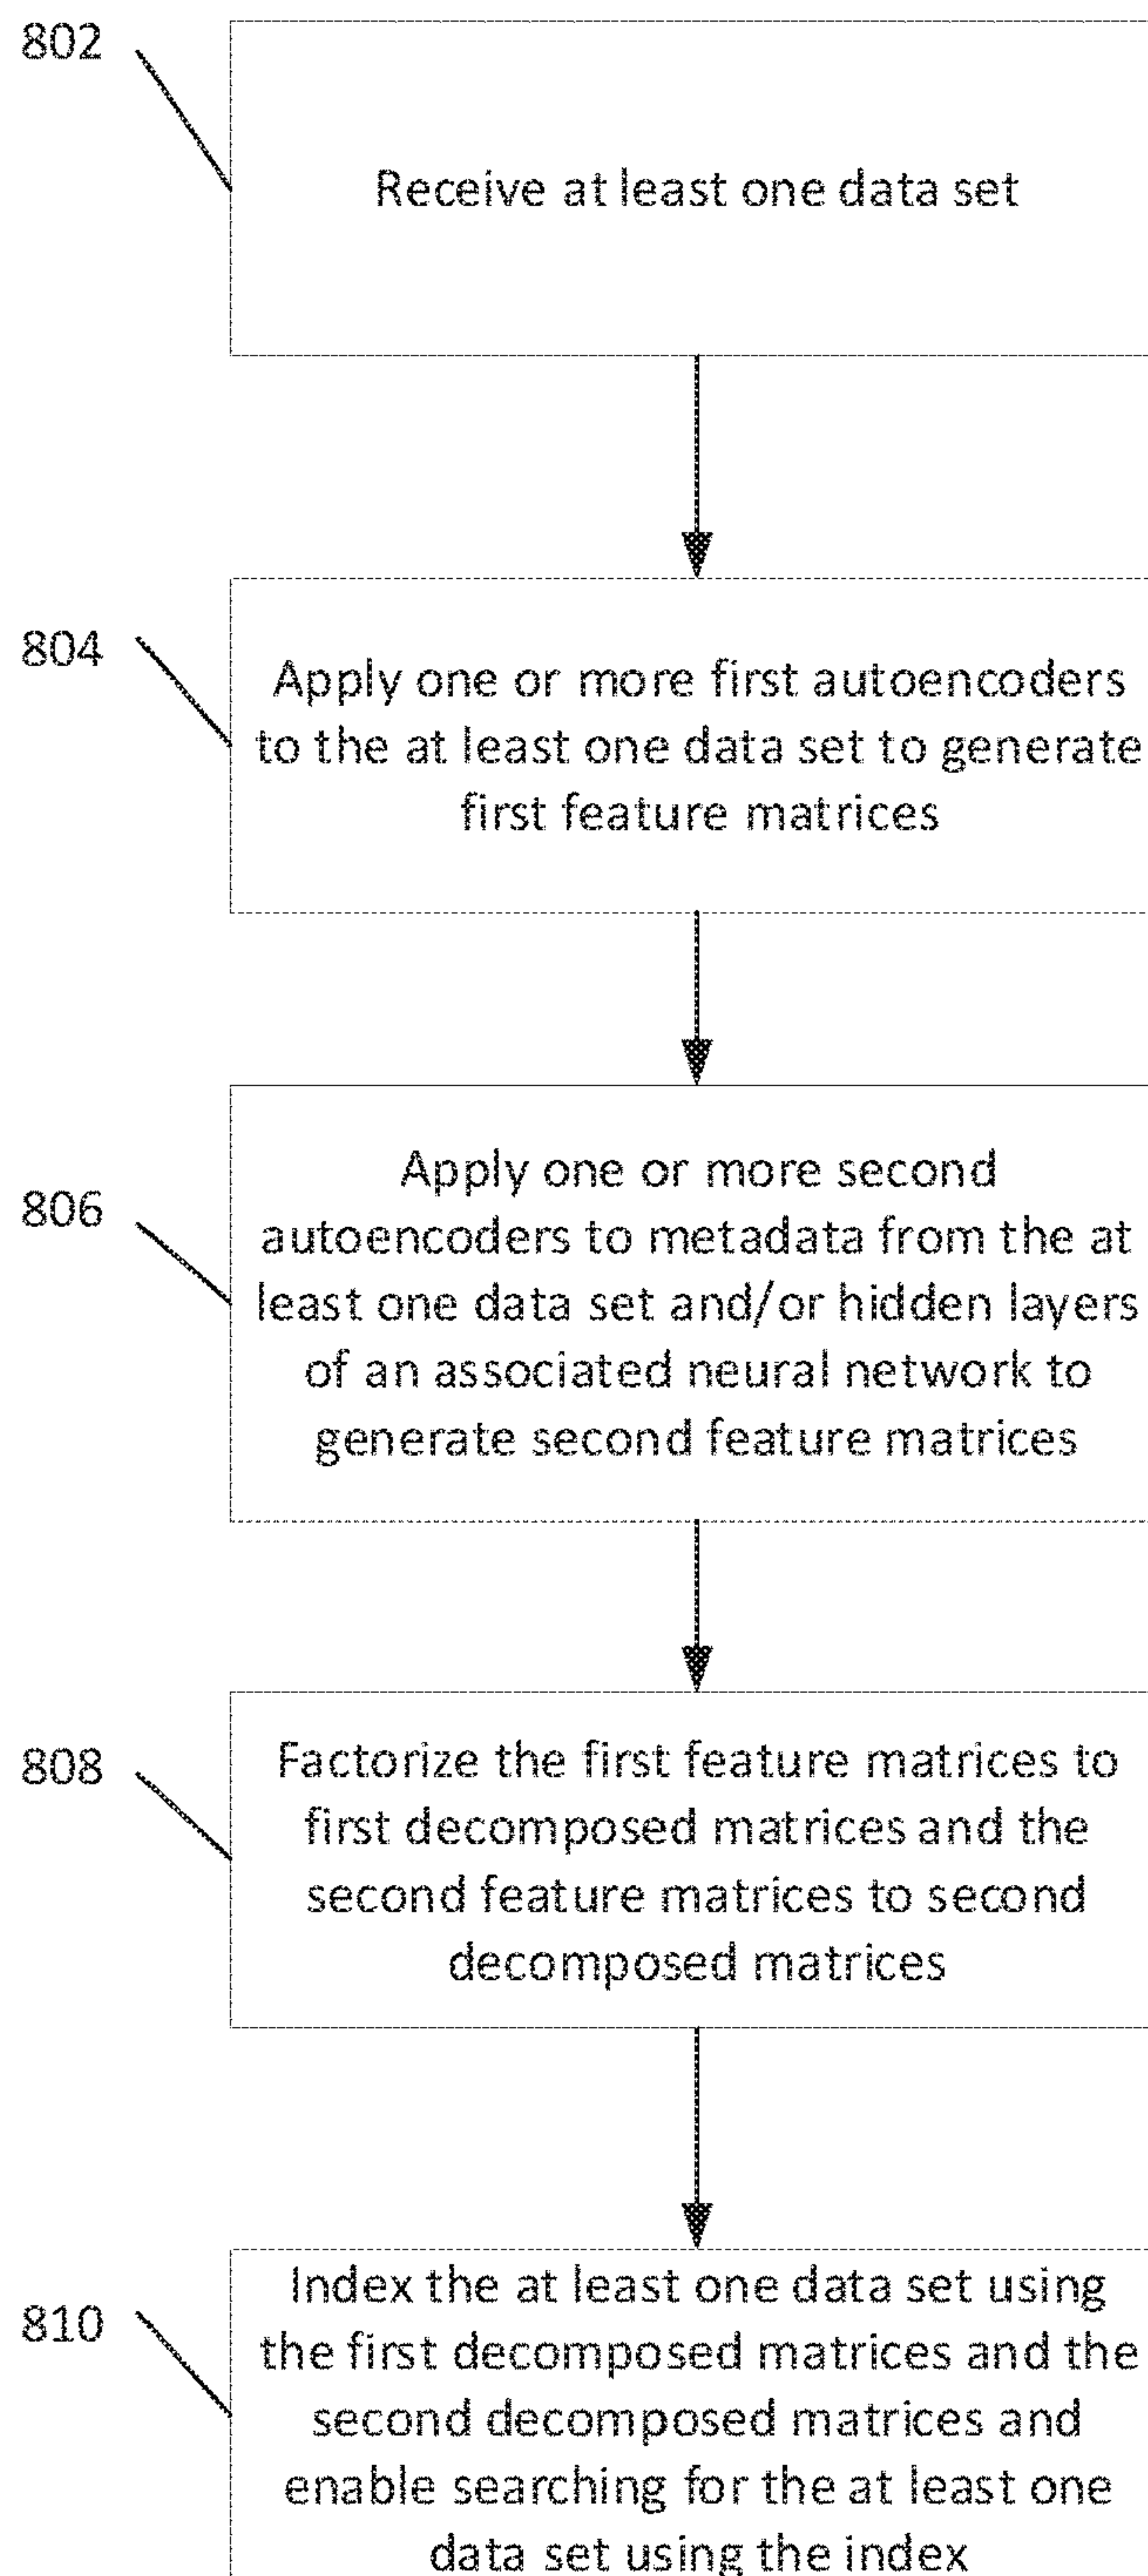 802
Receive at least one data set
804
Apply one or more first autoencoders
to the at least one data set to generate
first feature matrices
806
Apply one or more second
autoencoders to metadata from the at
least one data set and/or hidden layers
of an associated neural network to
generate second feature matrices
808
Factorize the first feature matrices to
first decomposed matrices and the
second feature matrices to second
decomposed matrices
810
Index the at least one data set using
the first decomposed matrices and the
second decomposed matrices and
enable searching for the at least one
data set using the index